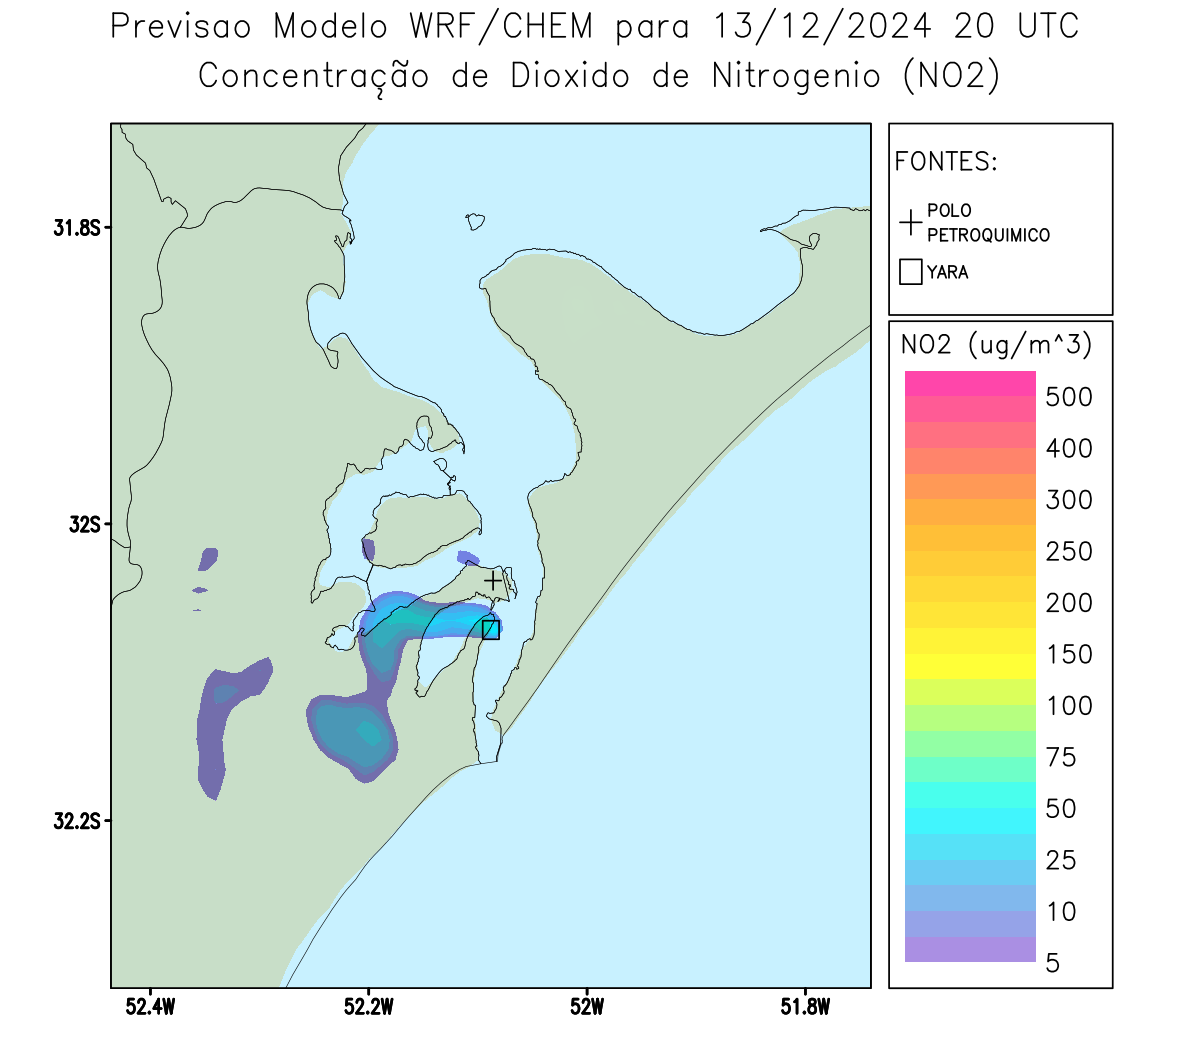 Previsao Modelo WRF/CHEM para 13/12/2024 20 UTC
Concentração de Dioxido de Nitrogenio (NO2)
FONTES:
POLO
PETROQUIMICO
YARA
NO2 (ug/m^3)
500
400
300
250
200
150
100
75
50
25
10
5
31.8S
32S
32.2S
52.4W
52.2W
52W
51.8W